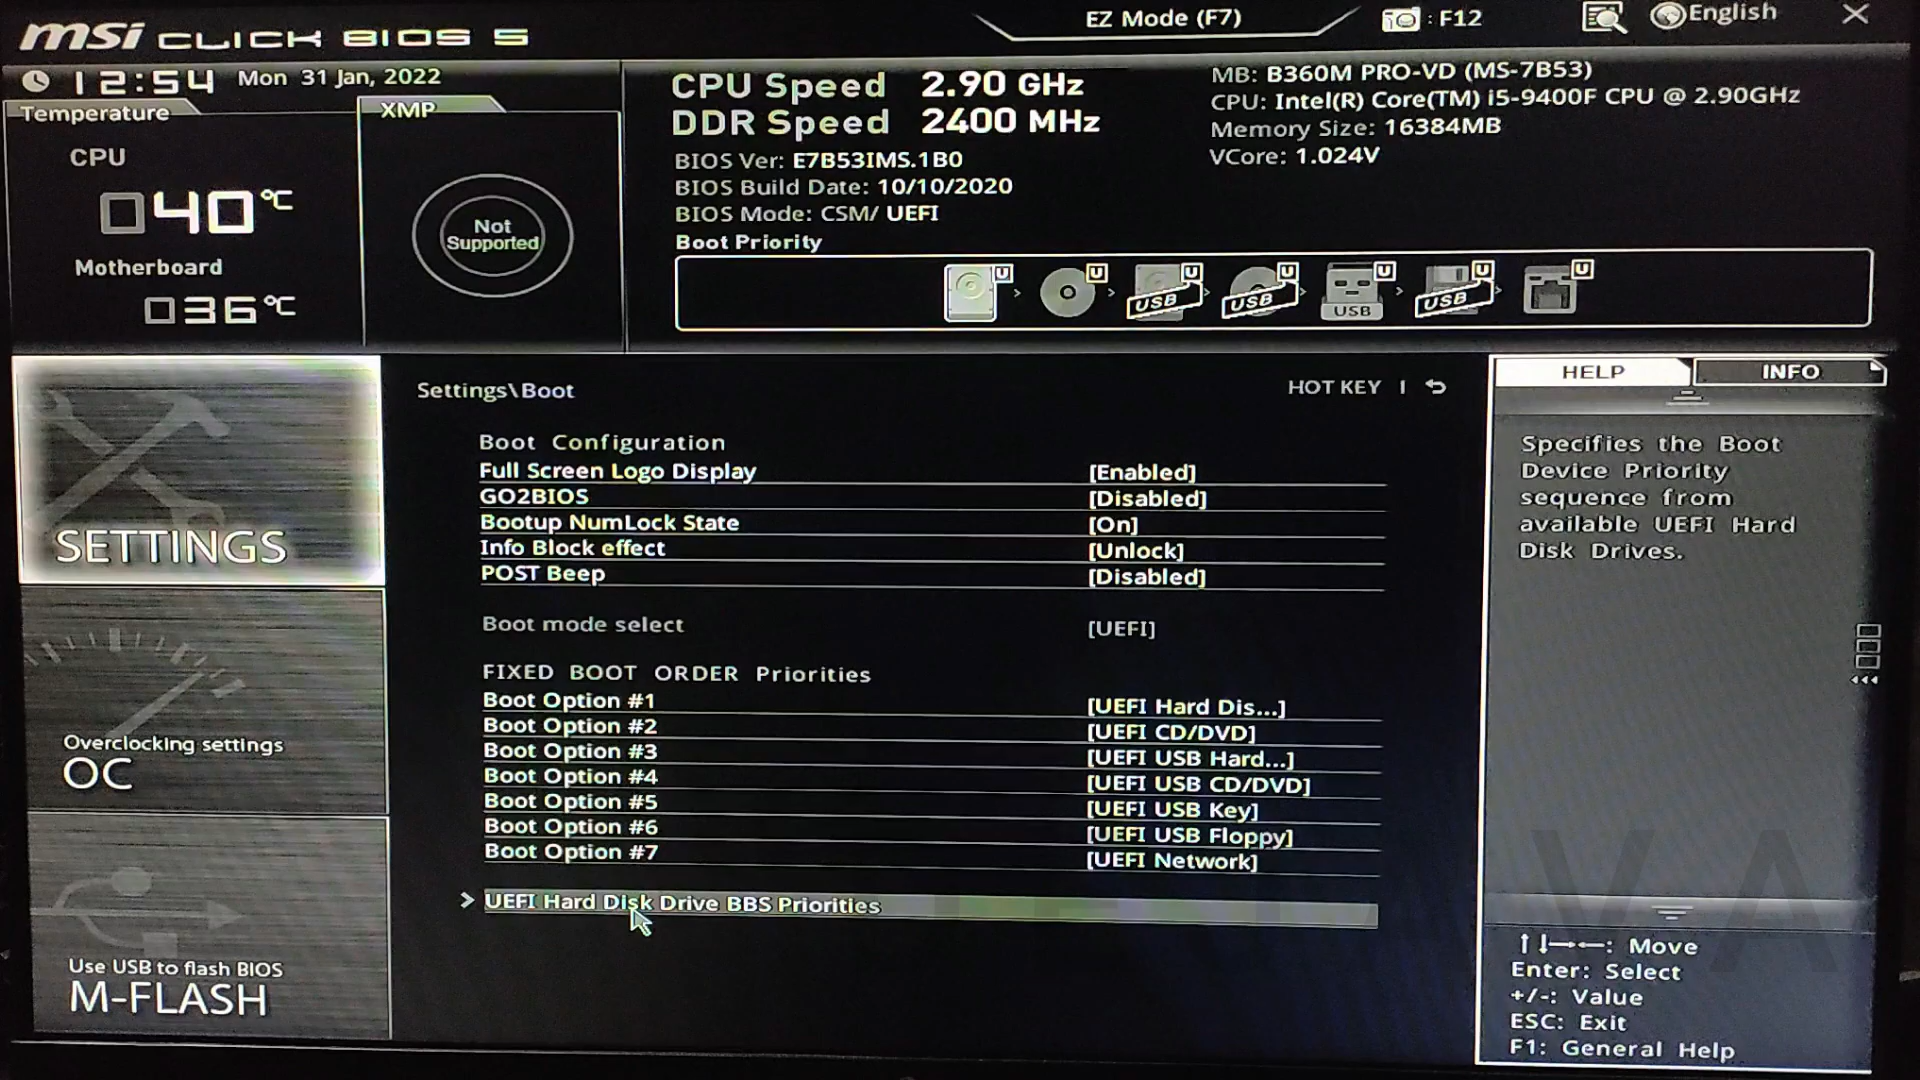 msi CLICK BIOS 5
EZ Mode (F7)
: F12
English
12:54 Mon 31 Jan, 2022
Temperature
CPU
040°C
Motherboard
036°C
XMP
Not
Supported
CPU Speed 2.90 GHz
DDR Speed 2400 MHz
BIOS Ver: E7B53IMS.1B0
BIOS Build Date: 10/10/2020
BIOS Mode: CSM/ UEFI
Boot Priority
MB: B360M PRO-VD (MS-7B53)
CPU: Intel(R) Core(TM) i5-9400F CPU @ 2.90GHz
Memory Size: 16384MB
VCore: 1.024V
U U U U U U U
USB USB USB USB
SETTINGS
Overclocking settings
OC
Use USB to flash BIOS
M-FLASH
Settings\Boot
HOT KEY |
Boot Configuration
Full Screen Logo Display [Enabled]
GO2BIOS [Disabled]
Bootup NumLock State [On]
Info Block effect [Unlock]
POST Beep [Disabled]
Boot mode select [UEFI]
FIXED BOOT ORDER Priorities
Boot Option #1 [UEFI Hard Dis...]
Boot Option #2 [UEFI CD/DVD]
Boot Option #3 [UEFI USB Hard...]
Boot Option #4 [UEFI USB CD/DVD]
Boot Option #5 [UEFI USB Key]
Boot Option #6 [UEFI USB Floppy]
Boot Option #7 [UEFI Network]
> UEFI Hard Disk Drive BBS Priorities
HELP
INFO
Specifies the Boot
Device Priority
sequence from
available UEFI Hard
Disk Drives.
↑↓→←: Move
Enter: Select
+/-: Value
ESC: Exit
F1: General Help